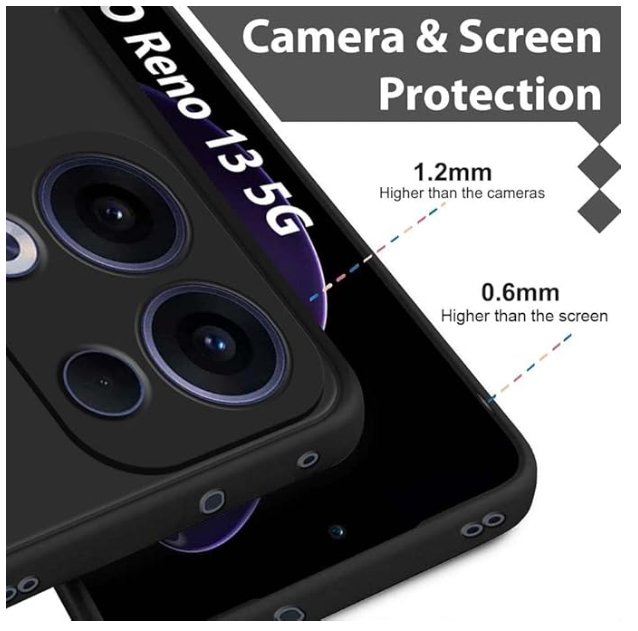 Camera & Screen
Protection
O Reno 13 5G
1.2mm
Higher than the cameras
0.6mm
Higher than the screen